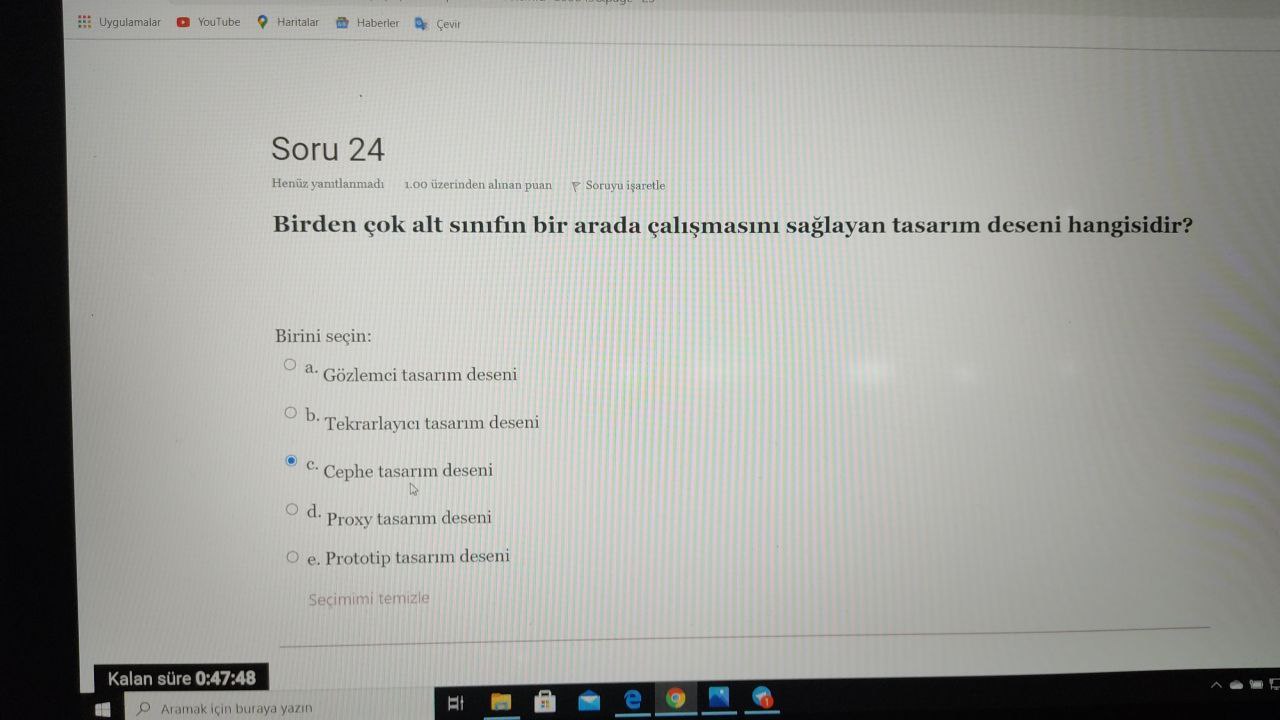 Uygulamalar YouTube Haritalar Haberler Çevir
Soru 24
Henüz yanıtlanmadı 1.00 üzerinden alınan puan Soruyu işaretle
Birden çok alt sınıfın bir arada çalışmasını sağlayan tasarım deseni hangisidir?
Birini seçin:
a. Gözlemci tasarım deseni
b. Tekrarlayıcı tasarım deseni
c. Cephe tasarım deseni
d. Proxy tasarım deseni
e. Prototip tasarım deseni
Seçimimi temizle
Kalan süre 0:47:48
Aramak için buraya yazın
1